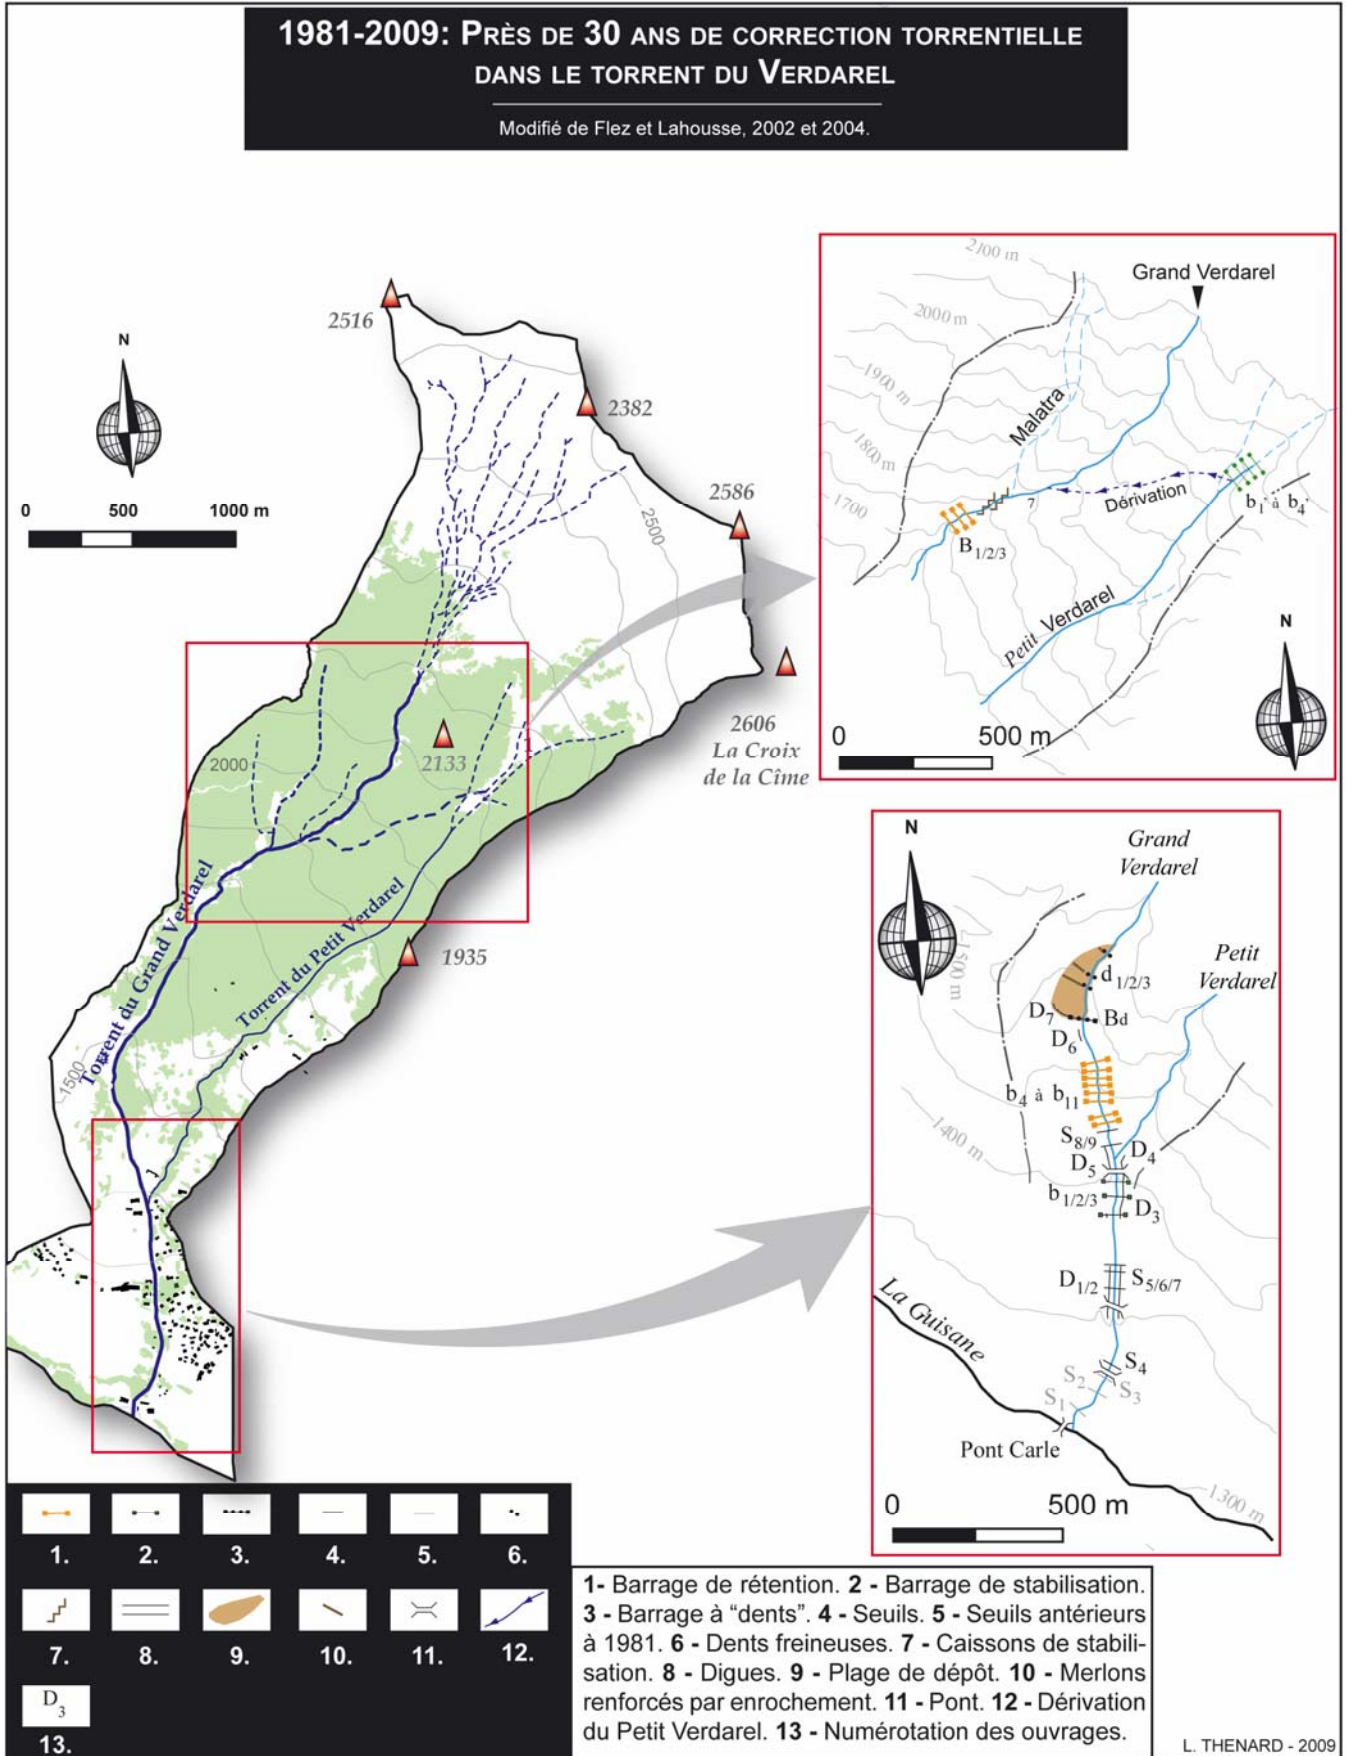 1981-2009: PRÈS DE 30 ANS DE CORRECTION TORRENTIELLE
DANS LE TORRENT DU VERDAREL
Modifié de Flez et Lahousse, 2002 et 2004.
N
0 500 1000 m
2516
2382
2586
2500
2606
La Croix
de la Cîme
2133
2000
1935
1500
Torrent du Grand Verdarel
Torrent du Petit Verdarel
2100 m
Grand Verdarel
2000 m
1900 m
Malatra
1800 m
1700
7
Dérivation
b1' à b4'
B1/2/3
Petit Verdarel
N
0 500 m
N
Grand
Verdarel
Petit
Verdarel
1500 m
d1/2/3
D7
Bd
D6
b4 à b11
1400 m
S8/9
D4
D5
b1/2/3
D3
D1/2
S5/6/7
La Guisane
S4
S2
S3
S1
Pont Carle
0 500 m
1300 m
1. 2. 3. 4. 5. 6.
7. 8. 9. 10. 11. 12.
D3
13.
1- Barrage de rétention. 2 - Barrage de stabilisation.
3 - Barrage à “dents”. 4 - Seuils. 5 - Seuils antérieurs
à 1981. 6 - Dents freineuses. 7 - Caissons de stabili-
sation. 8 - Digues. 9 - Plage de dépôt. 10 - Merlons
renforcés par enrochement. 11 - Pont. 12 - Dérivation
du Petit Verdarel. 13 - Numérotation des ouvrages.
L. THENARD - 2009